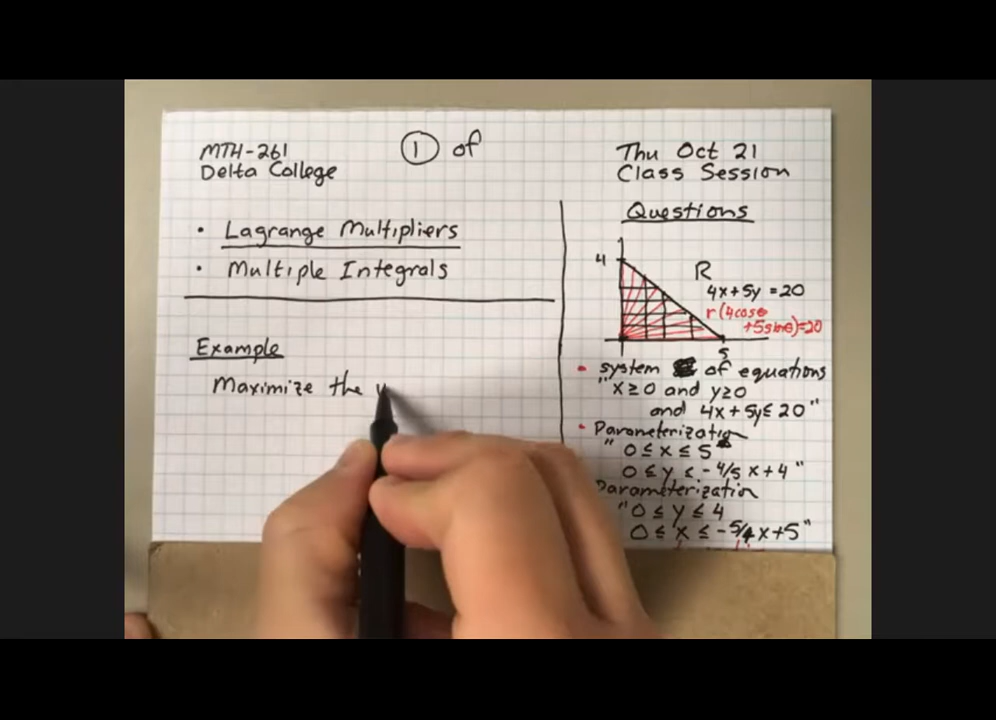 MTH-261
Delta College
1 of
Thu Oct 21
Class Session
• Lagrange Multipliers
• Multiple Integrals
Example
Maximize the
Questions
4
R
4x+5y = 20
r(4cosθ
+5sinθ)=20
5
• system of equations
"x≥0 and y≥0
and 4x+5y≤20"
• Parameterization
"0≤x≤5
0≤y≤-4/5x+4"
Parameterization
"0≤y≤4
0≤x≤-5/4x+5"